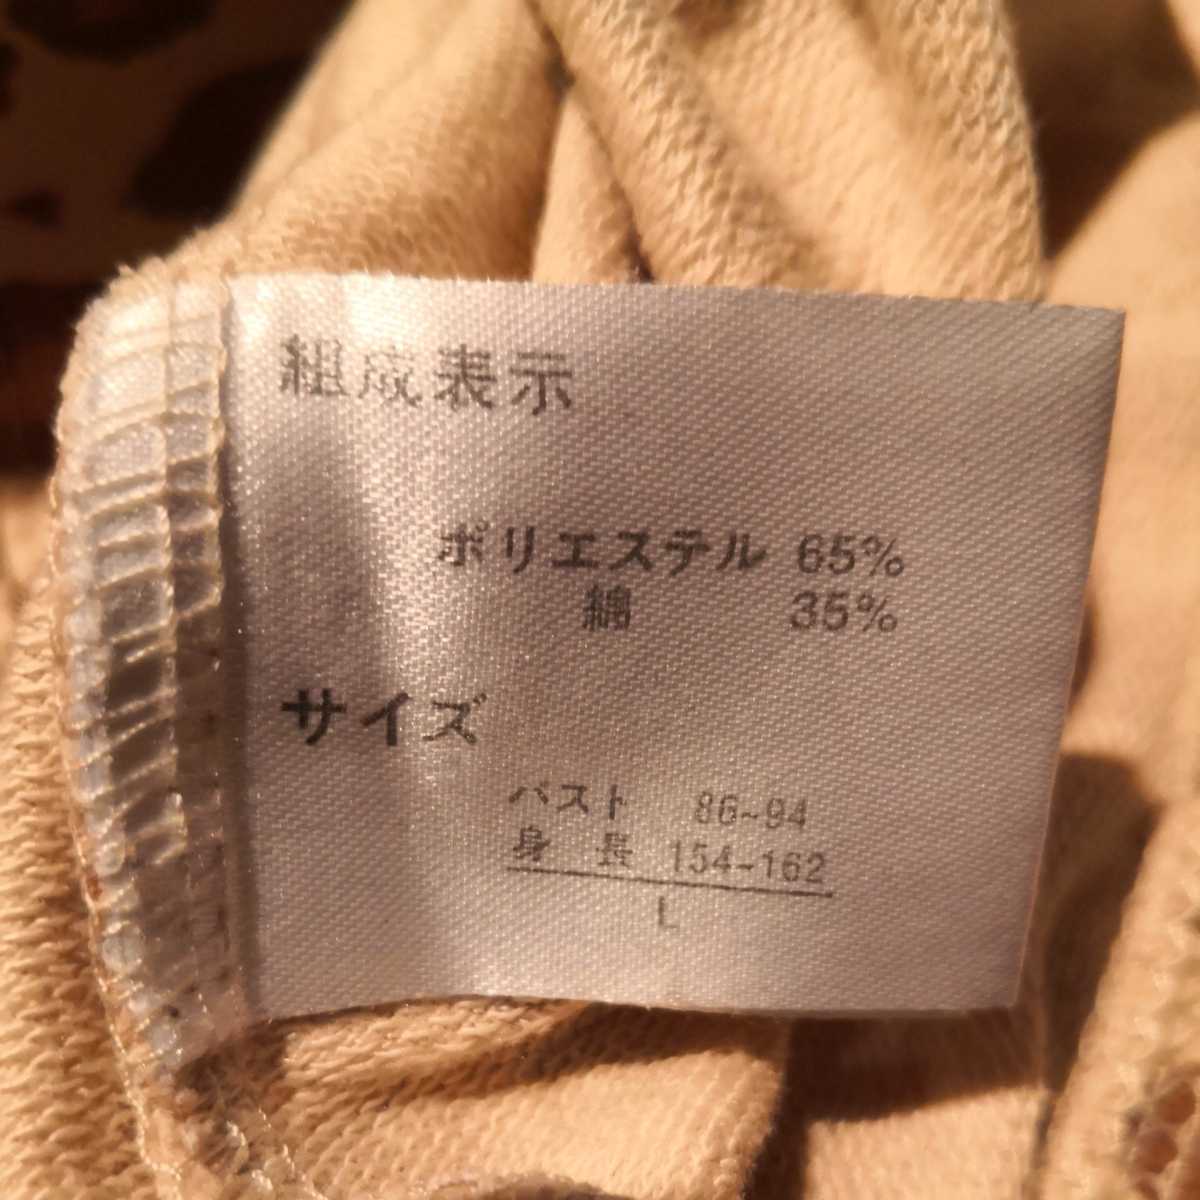 組成表示
ポリエステル 65%
綿 35%
サイズ
バスト 86~94
身長 154-162
L